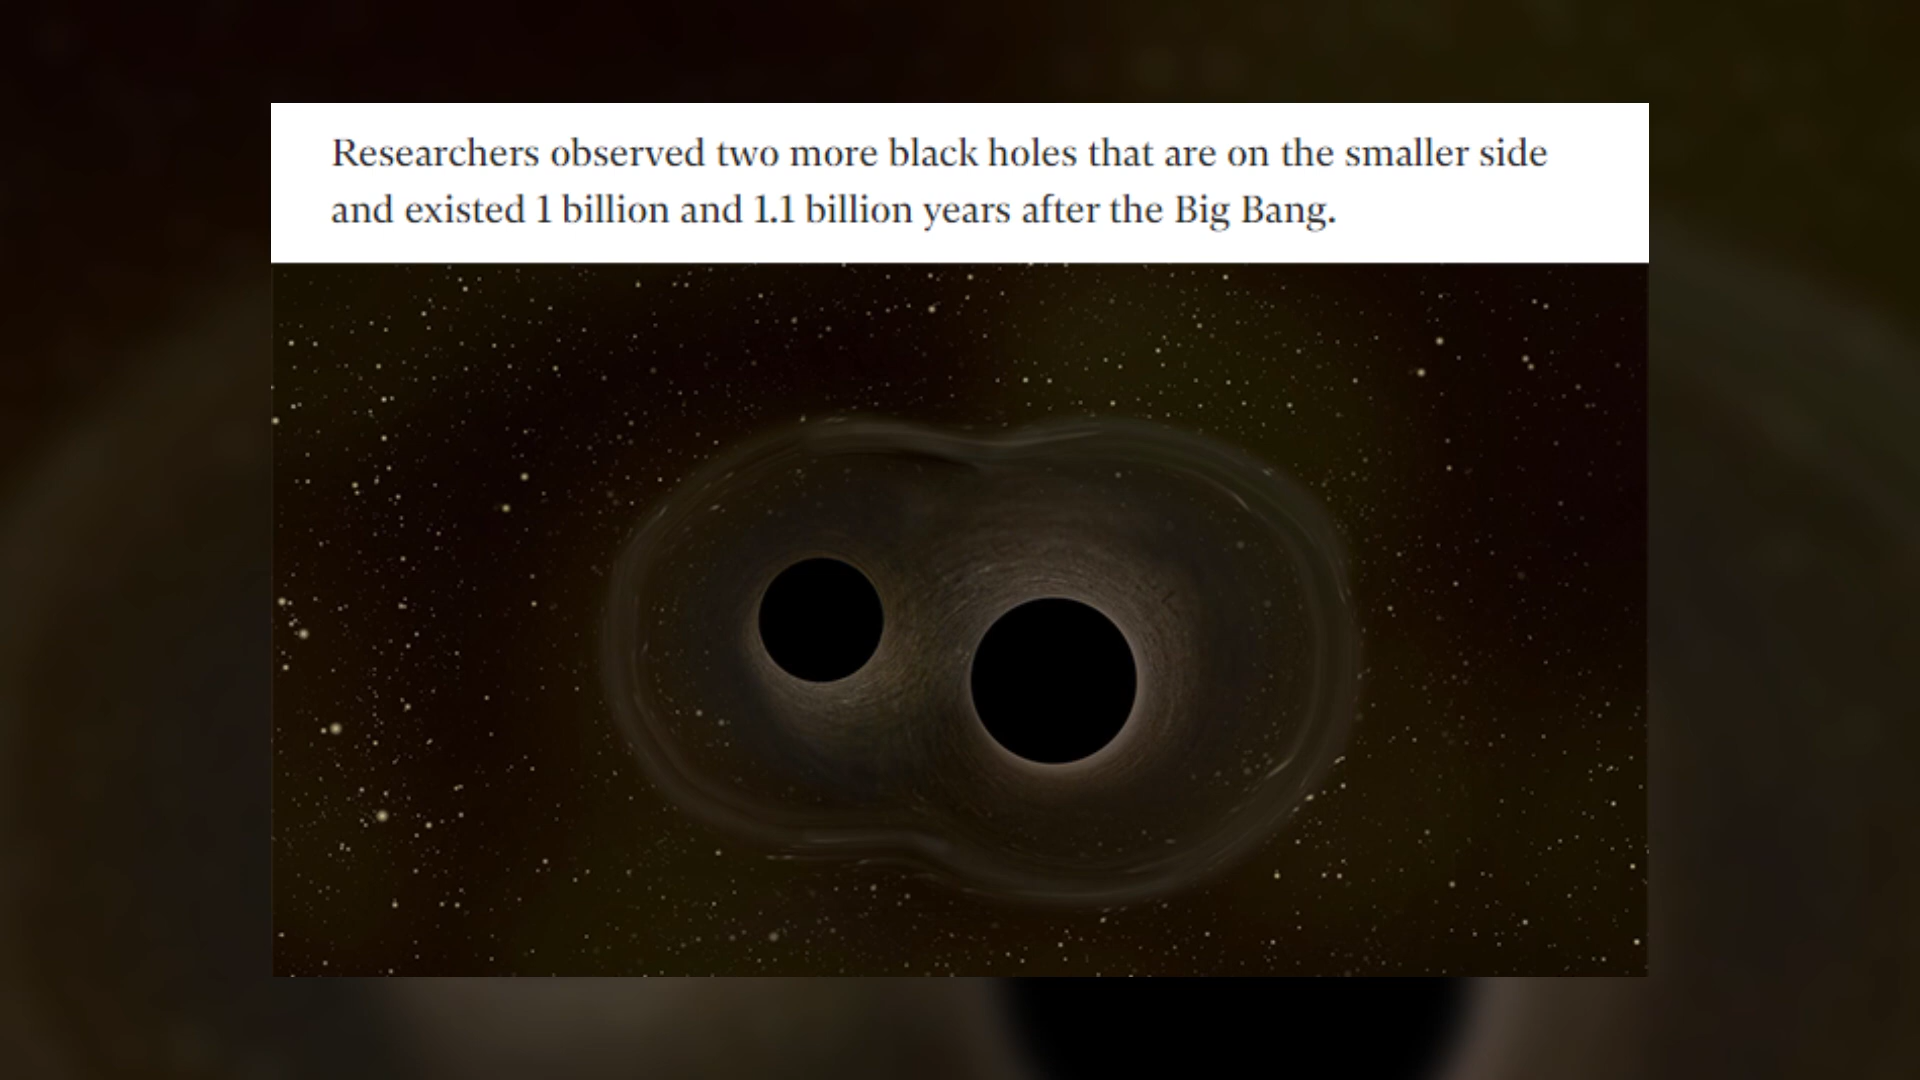 Researchers observed two more black holes that are on the smaller side
and existed 1 billion and 1.1 billion years after the Big Bang.